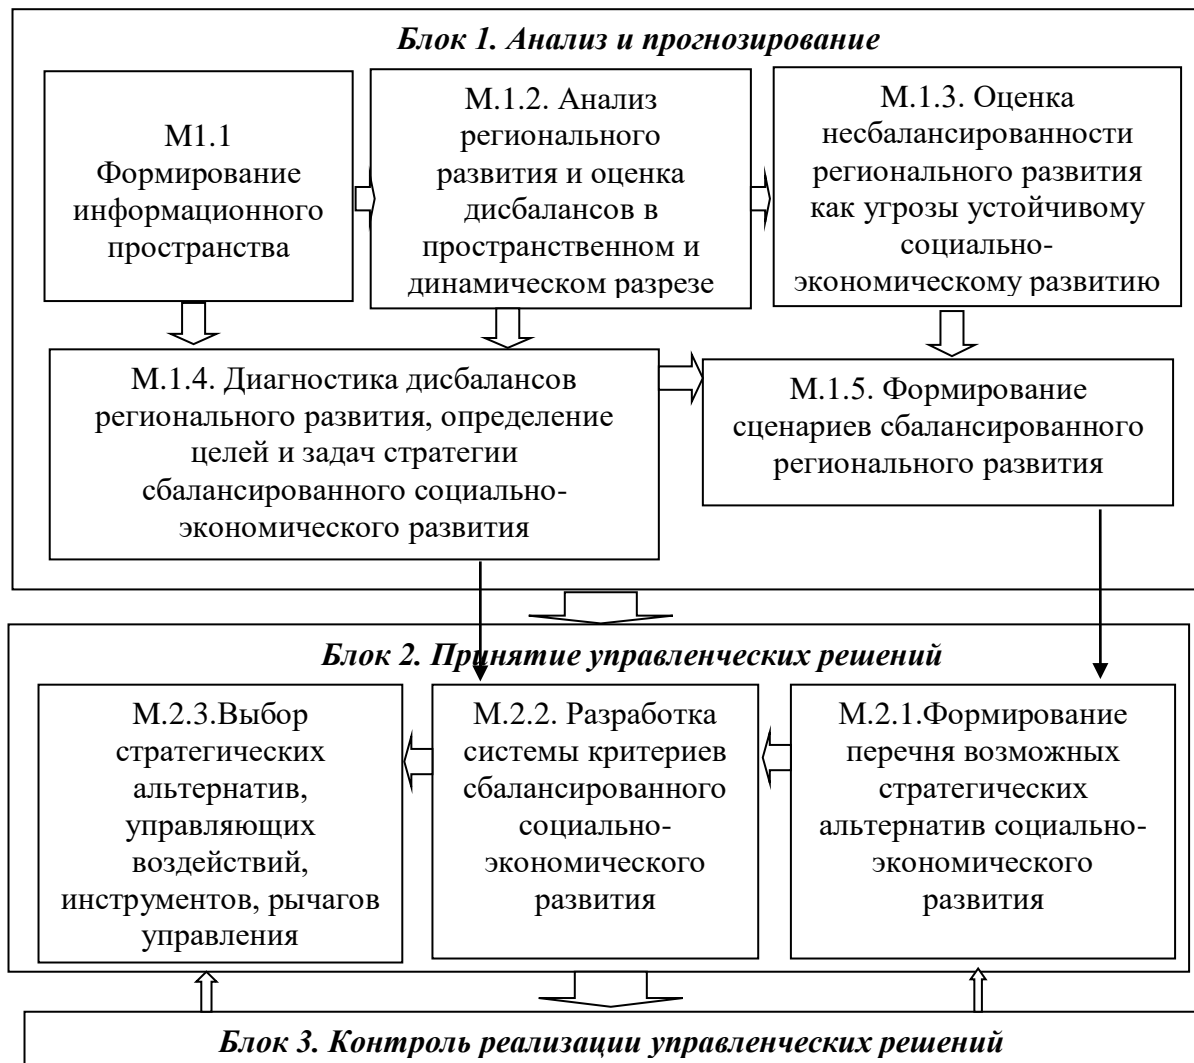 Блок 1. Анализ и прогнозирование
М1.1
Формирование
информационного
пространства
М.1.2. Анализ
регионального
развития и оценка
дисбалансов в
пространственном и
динамическом разрезе
М.1.3. Оценка
несбалансированности
регионального развития
как угрозы устойчивому
социально-
экономическому развитию
М.1.4. Диагностика дисбалансов
регионального развития, определение
целей и задач стратегии
сбалансированного социально-
экономического развития
М.1.5. Формирование
сценариев сбалансированного
регионального развития
Блок 2. Принятие управленческих решений
М.2.3.Выбор
стратегических
альтернатив,
управляющих
воздействий,
инструментов, рычагов
управления
М.2.2. Разработка
системы критериев
сбалансированного
социально-
экономического
развития
М.2.1.Формирование
перечня возможных
стратегических
альтернатив социально-
экономического
развития
Блок 3. Контроль реализации управленческих решений